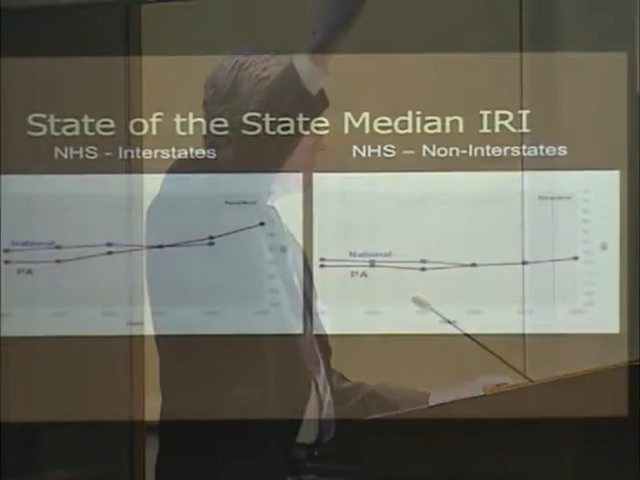 State of the State Median IRI
NHS - Interstates
NHS – Non-Interstates
National
PA
National
PA